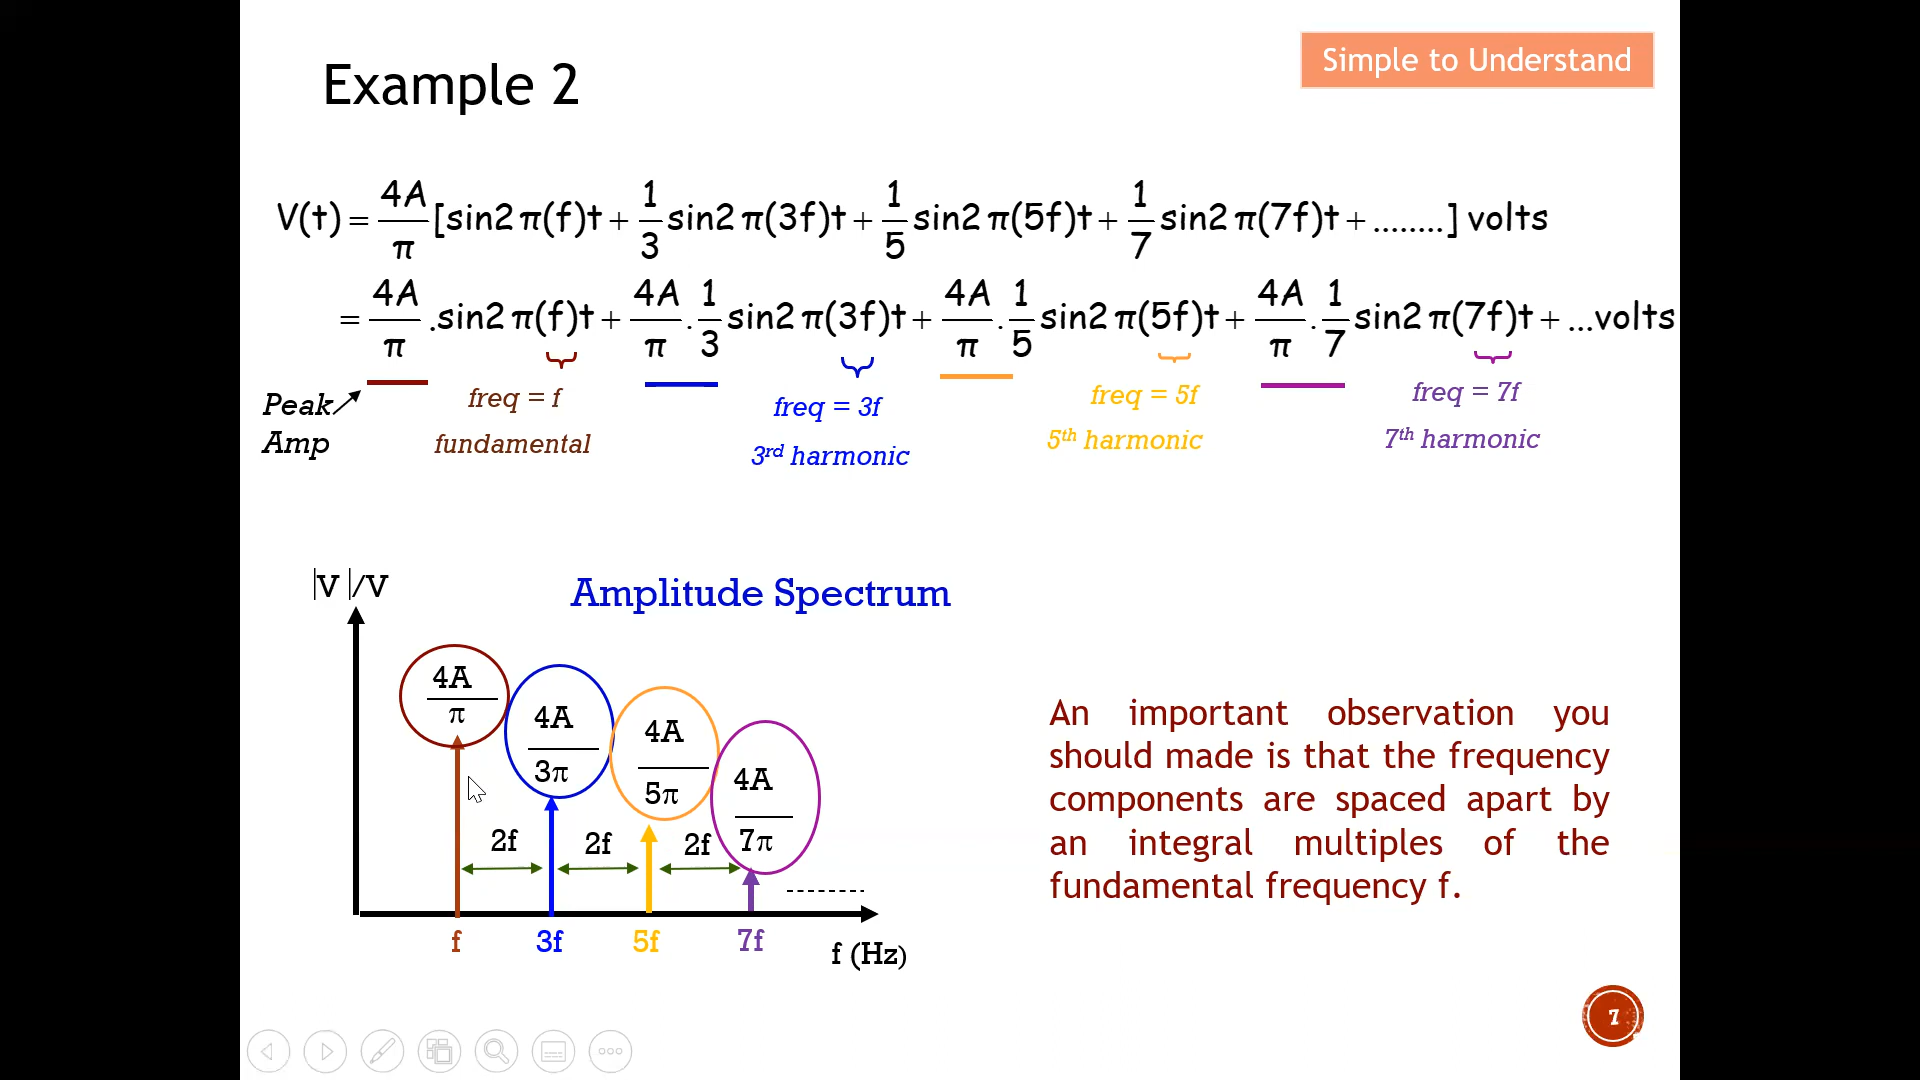 Simple to Understand
Example 2
V(t) = 4A/π [sin2π(f)t + 1/3 sin2π(3f)t + 1/5 sin2π(5f)t + 1/7 sin2π(7f)t + ........] volts
= 4A/π .sin2π(f)t + 4A/π . 1/3 sin2π(3f)t + 4A/π . 1/5 sin2π(5f)t + 4A/π . 1/7 sin2π(7f)t + ...volts
Peak
Amp
freq = f
fundamental
freq = 3f
3rd harmonic
freq = 5f
5th harmonic
freq = 7f
7th harmonic
|V|/V
Amplitude Spectrum
4A/π
4A/3π
4A/5π
4A/7π
2f 2f 2f
f 3f 5f 7f
f (Hz)
An important observation you
should made is that the frequency
components are spaced apart by
an integral multiples of the
fundamental frequency f.
7